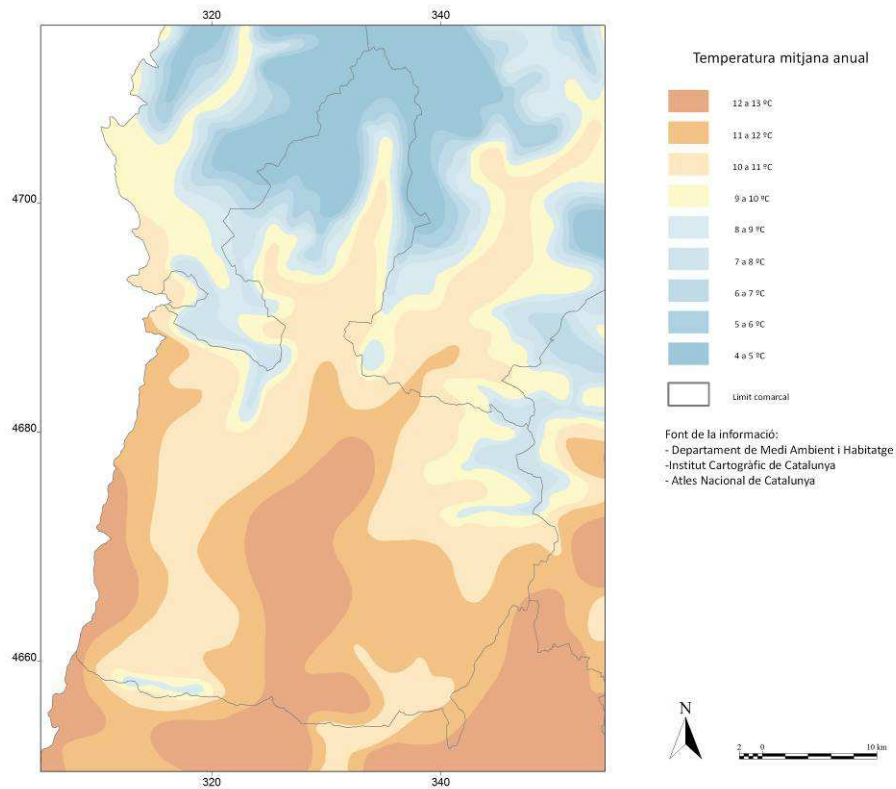 320 340
4700
4680
4660
320 340
Temperatura mitjana anual
12 a 13 ºC
11 a 12 ºC
10 a 11 ºC
9 a 10 ºC
8 a 9 ºC
7 a 8 ºC
6 a 7 ºC
5 a 6 ºC
4 a 5 ºC
Límit comarcal
Font de la informació:
- Departament de Medi Ambient i Habitatge
-Institut Cartogràfic de Catalunya
- Atles Nacional de Catalunya
N
2 0 10 km